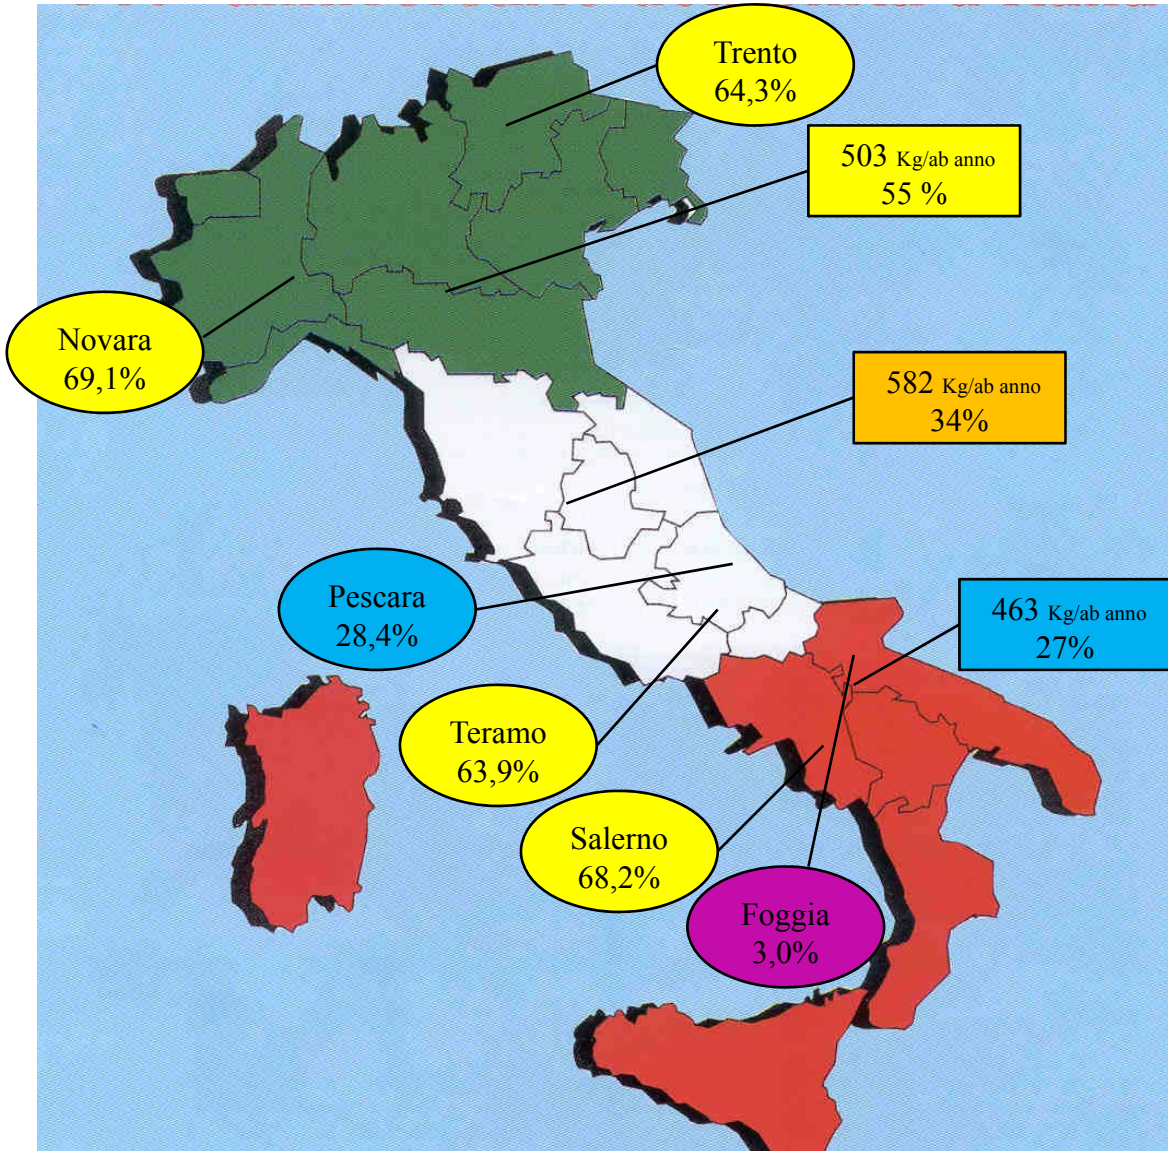 Trento
64,3%
503 Kg/ab anno
55 %
Novara
69,1%
582 Kg/ab anno
34%
Pescara
28,4%
463 Kg/ab anno
27%
Teramo
63,9%
Salerno
68,2%
Foggia
3,0%